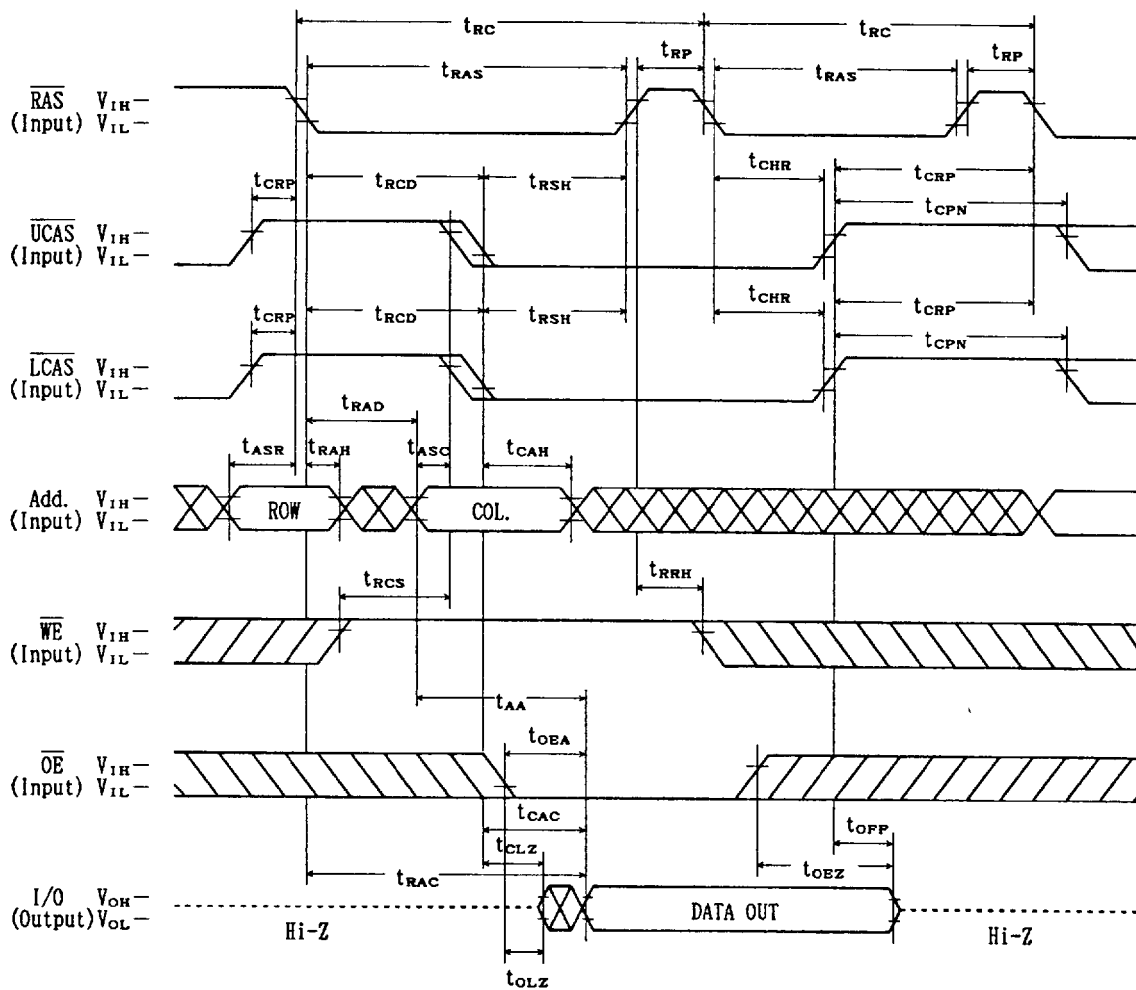 tRC tRC
tRAS tRP tRAS tRP
RAS VIH
(Input) VIL
tCRP tRCD tRSH tCHR tCRP
tCPN
UCAS VIH
(Input) VIL
tCRP tRCD tRSH tCHR tCRP
tCPN
LCAS VIH
(Input) VIL
tRAD
tASR tRAH tASC tCAH
Add. VIH
(Input) VIL
ROW COL.
tRCS tRRH
WE VIH
(Input) VIL
tAA
tOEA
OE VIH
(Input) VIL
tCAC tOFF
tCLZ tOEZ
tRAC
I/O VOH
(Output) VOL
DATA OUT
Hi-Z Hi-Z
tOLZ